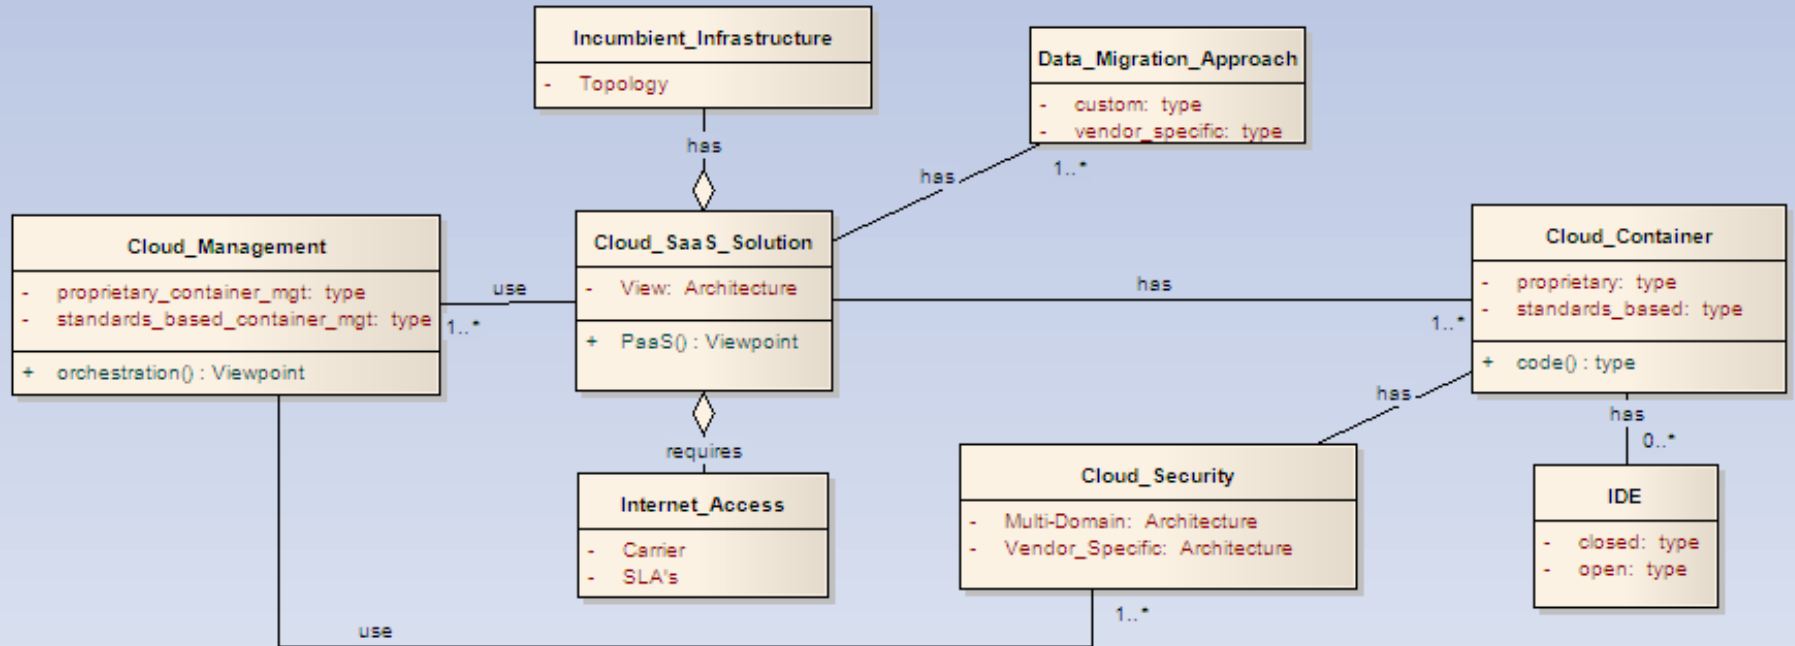 Incumbient_Infrastructure
- Topology
has
Data_Migration_Approach
- custom: type
- vendor_specific: type
1..*
has
Cloud_Management
- proprietary_container_mgt: type
- standards_based_container_mgt: type
+ orchestration() : Viewpoint
use
1..*
Cloud_SaaS_Solution
- View: Architecture
+ PaaS() : Viewpoint
has
1..*
Cloud_Container
- proprietary: type
- standards_based: type
+ code() : type
requires
Internet_Access
- Carrier
- SLA's
has
Cloud_Security
- Multi-Domain: Architecture
- Vendor_Specific: Architecture
1..*
has
0..*
IDE
- closed: type
- open: type
use